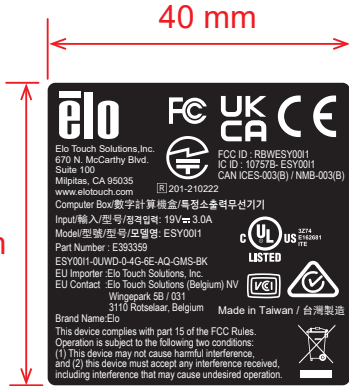 40 mm
elo
FC UK CA CE
Elo Touch Solutions,Inc.
670 N. McCarthy Blvd.
Suite 100
Milpitas, CA 95035
www.elotouch.com
R 201-210222
FCC ID : RBWESY00I1
IC ID : 10757B- ESY00I1
CAN ICES-003(B) / NMB-003(B)
Computer Box/數字計算機盒/특정소출력무선기기
Input/輸入/型号/정격입력: 19V⎓3.0A
Model/型號/型号/모델명: ESY00I1
Part Number : E393359
ESY00I1-0UWD-0-4G-6E-AQ-GMS-BK
EU Importer :Elo Touch Solutions, Inc.
EU Contact :Elo Touch Solutions (Belgium) NV
Wingepark 5B / 031
3110 Rotselaar, Belgium
Brand Name:Elo
C UL US
LISTED
3Z74
E162681
ITE
VCI
Made in Taiwan / 台灣製造
This device complies with part 15 of the FCC Rules.
Operation is subject to the following two conditions:
(1) This device may not cause harmful interference,
and (2) this device must accept any interference received,
including interference that may cause undesired operation.